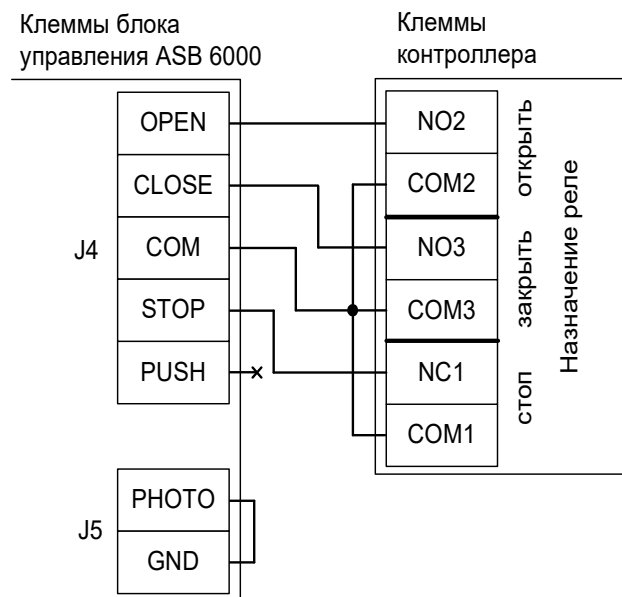 Клеммы блока
управления ASB 6000
Клеммы
контроллера
J4
OPEN
CLOSE
COM
STOP
PUSH
NO2
COM2
NO3
COM3
NC1
COM1
открыть
закрыть
стоп
Назначение реле
J5
PHOTO
GND